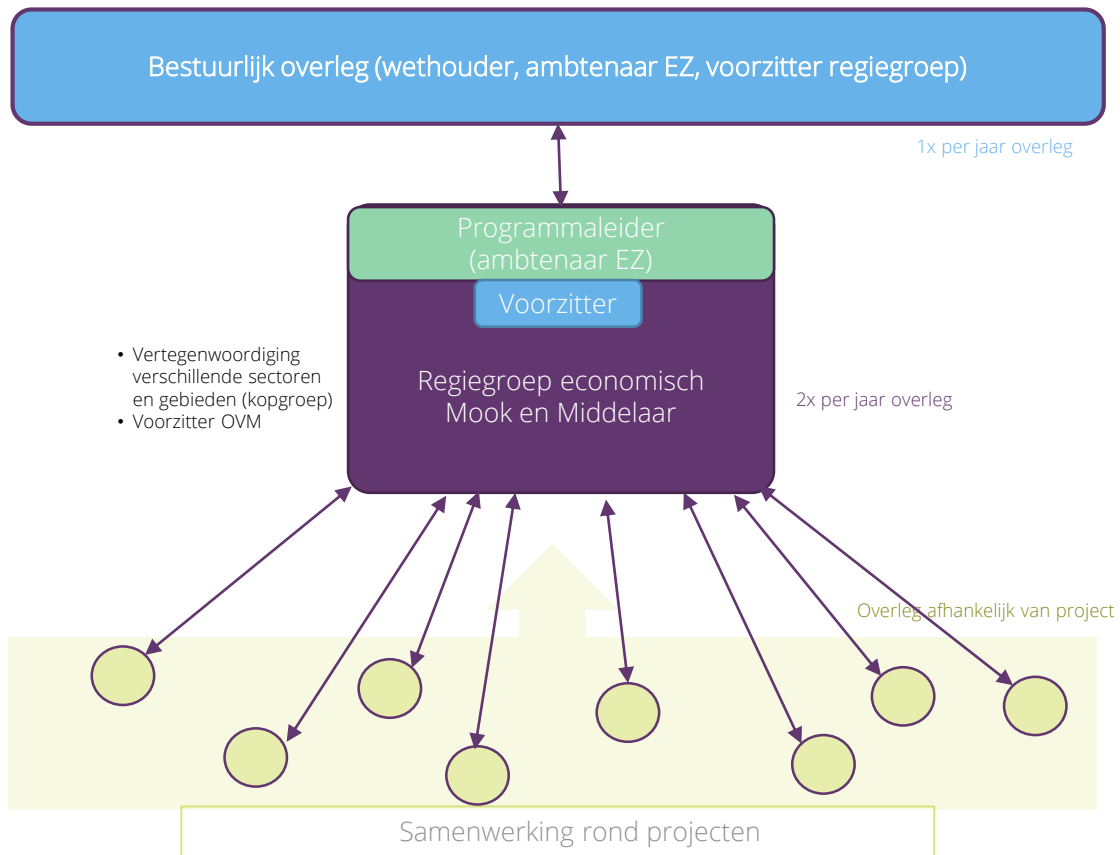 Bestuurlijk overleg (wethouder, ambtenaar EZ, voorzitter regiegroep)
1x per jaar overleg
Programmaleider
(ambtenaar EZ)
Voorzitter
• Vertegenwoordiging
verschillende sectoren
en gebieden (kopgroep)
• Voorzitter OVM
Regiegroep economisch
Mook en Middelaar
2x per jaar overleg
Overleg afhankelijk van project
Samenwerking rond projecten